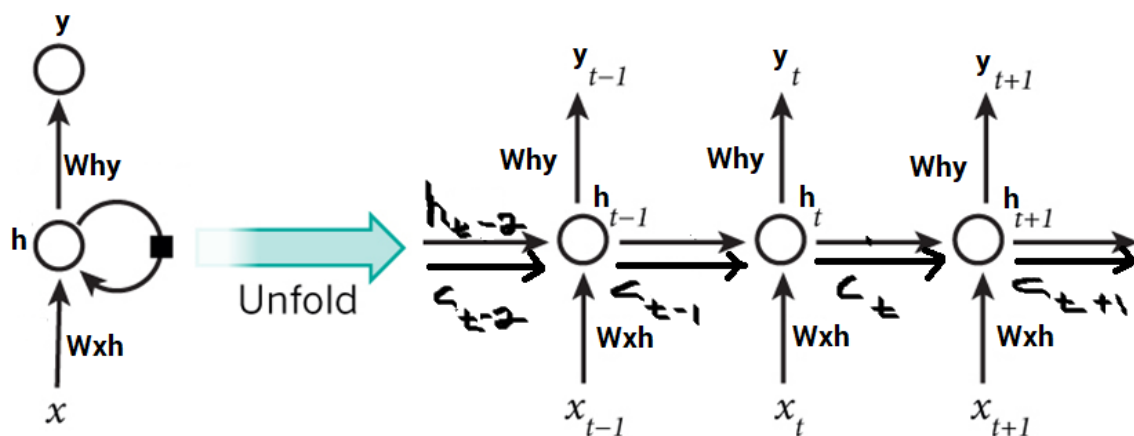 y
y t−1
y t
y t+1
Why
Why
Why
Why
h
h t−1
h t
h t+1
h t-2
Unfold
c t-2
c t-1
c t
c t+1
Wxh
Wxh
Wxh
Wxh
x
x t−1
x t
x t+1